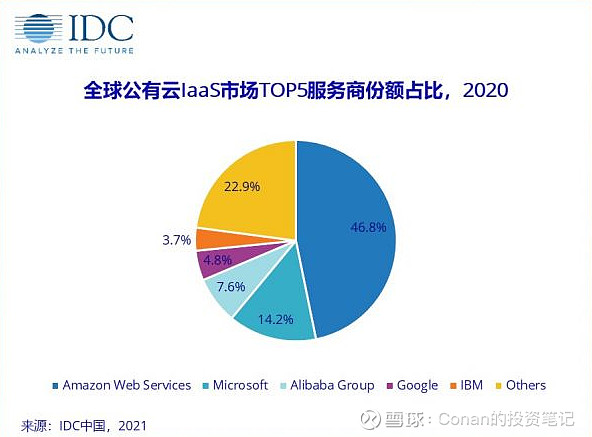 IDC
ANALYZE THE FUTURE
全球公有云IaaS市场TOP5服务商份额占比，2020
22.9%
46.8%
3.7%
4.8%
7.6%
14.2%
Amazon Web Services Microsoft Alibaba Group Google IBM Others
来源：IDC中国，2021
雪球：Conan的投资笔记